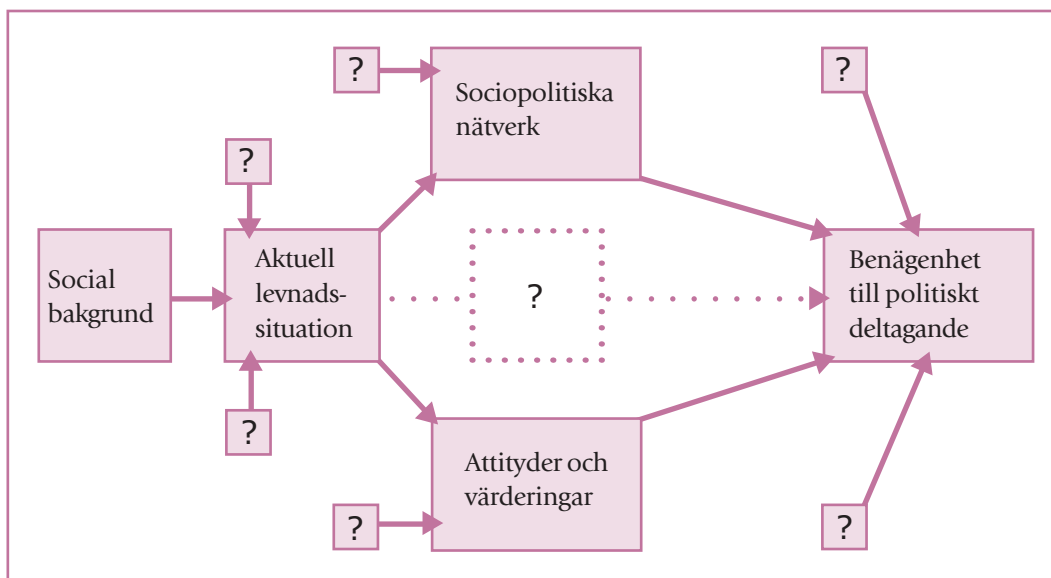 ?
Sociopolitiska
nätverk
?
?
Social
bakgrund
Aktuell
levnads-
situation
?
Benägenhet
till politiskt
deltagande
?
Attityder och
värderingar
?
?